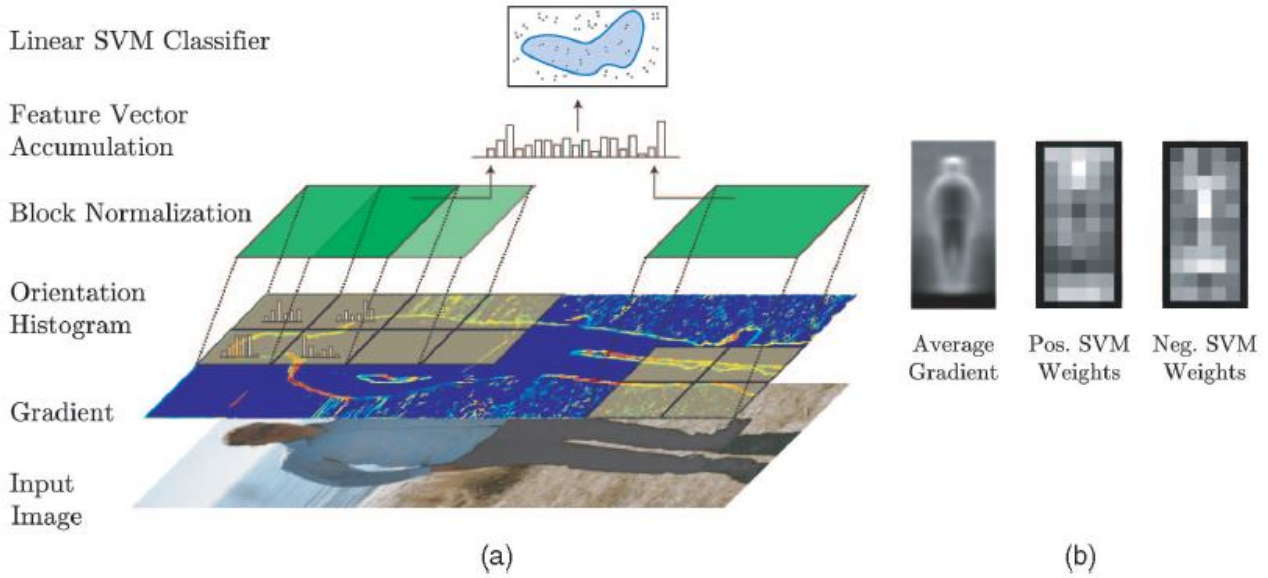 Linear SVM Classifier
Feature Vector
Accumulation
Block Normalization
Orientation
Histogram
Gradient
Input
Image
(a)
Average
Gradient
Pos. SVM
Weights
Neg. SVM
Weights
(b)